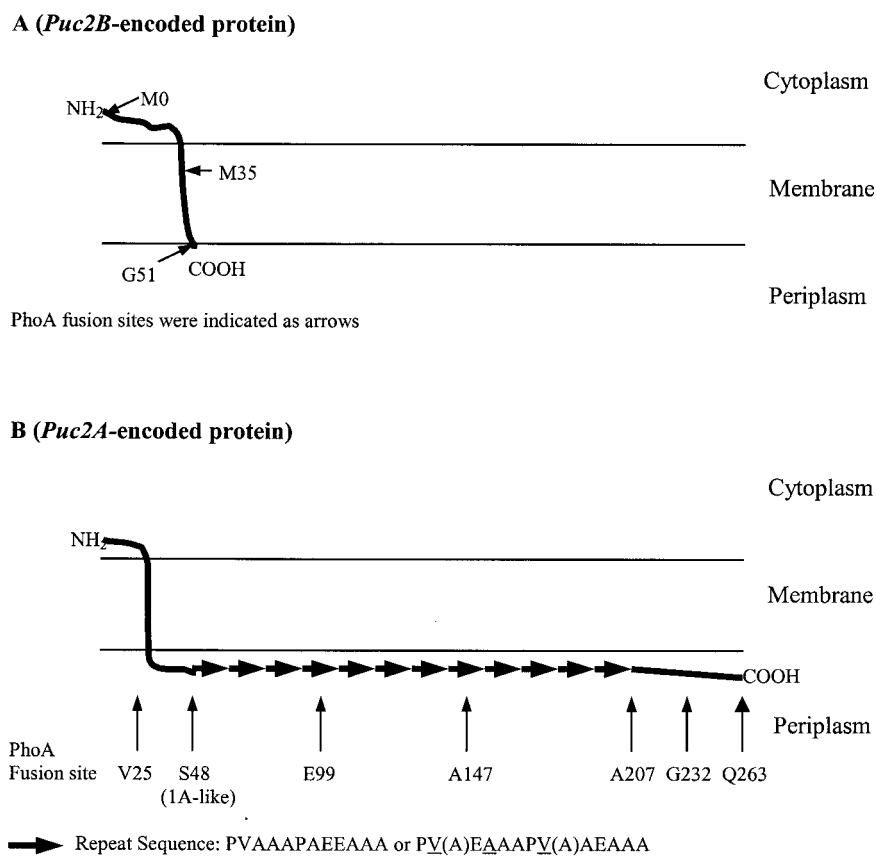 A (Puc2B-encoded protein)
Cytoplasm
NH2
M0
M35
Membrane
G51
COOH
Periplasm
PhoA fusion sites were indicated as arrows
B (Puc2A-encoded protein)
Cytoplasm
NH2
Membrane
COOH
Periplasm
PhoA
Fusion site V25 S48 E99 A147 A207 G232 Q263
(1A-like)
Repeat Sequence: PVAAAPAEEAAA or PV(A)EAAAPV(A)AEAAA